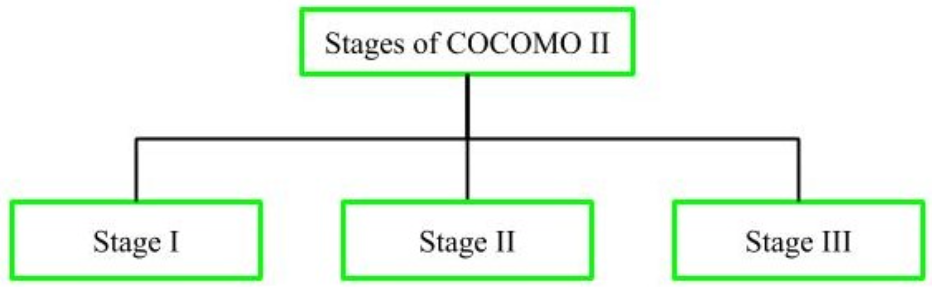 Stages of COCOMO II
Stage I
Stage II
Stage III